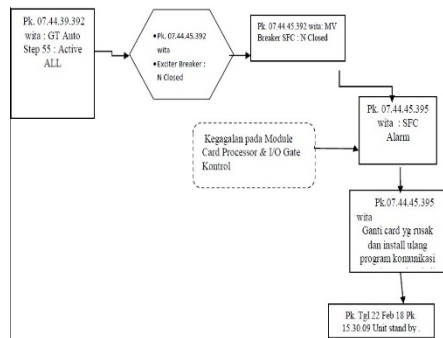 Pk. 07.44.39.392
wita : GT Auto
Step 55 : Active
ALL
•Pk. 07.44.45.392
wita
•Exciter Breaker :
N Closed
Pk. 07.44.45.392 wita: MV
Breaker SFC : N Closed
Pk. 07.44.45.395
wita : SFC
Alarm
Kegagalan pada Module
Card Processor & I/O Gate
Kontrol
Pk.07.44.45.395
wita
Ganti card yg rusak
dan install ulang
program komunikasi
Pk. Tgl 22 Feb 18 Pk.
15.30.09 Unit stand by .